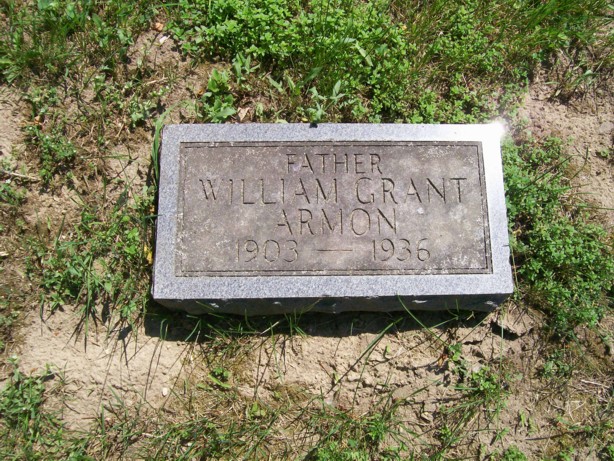 FATHER
WILLIAM GRANT
ARMON
1903 — 1936